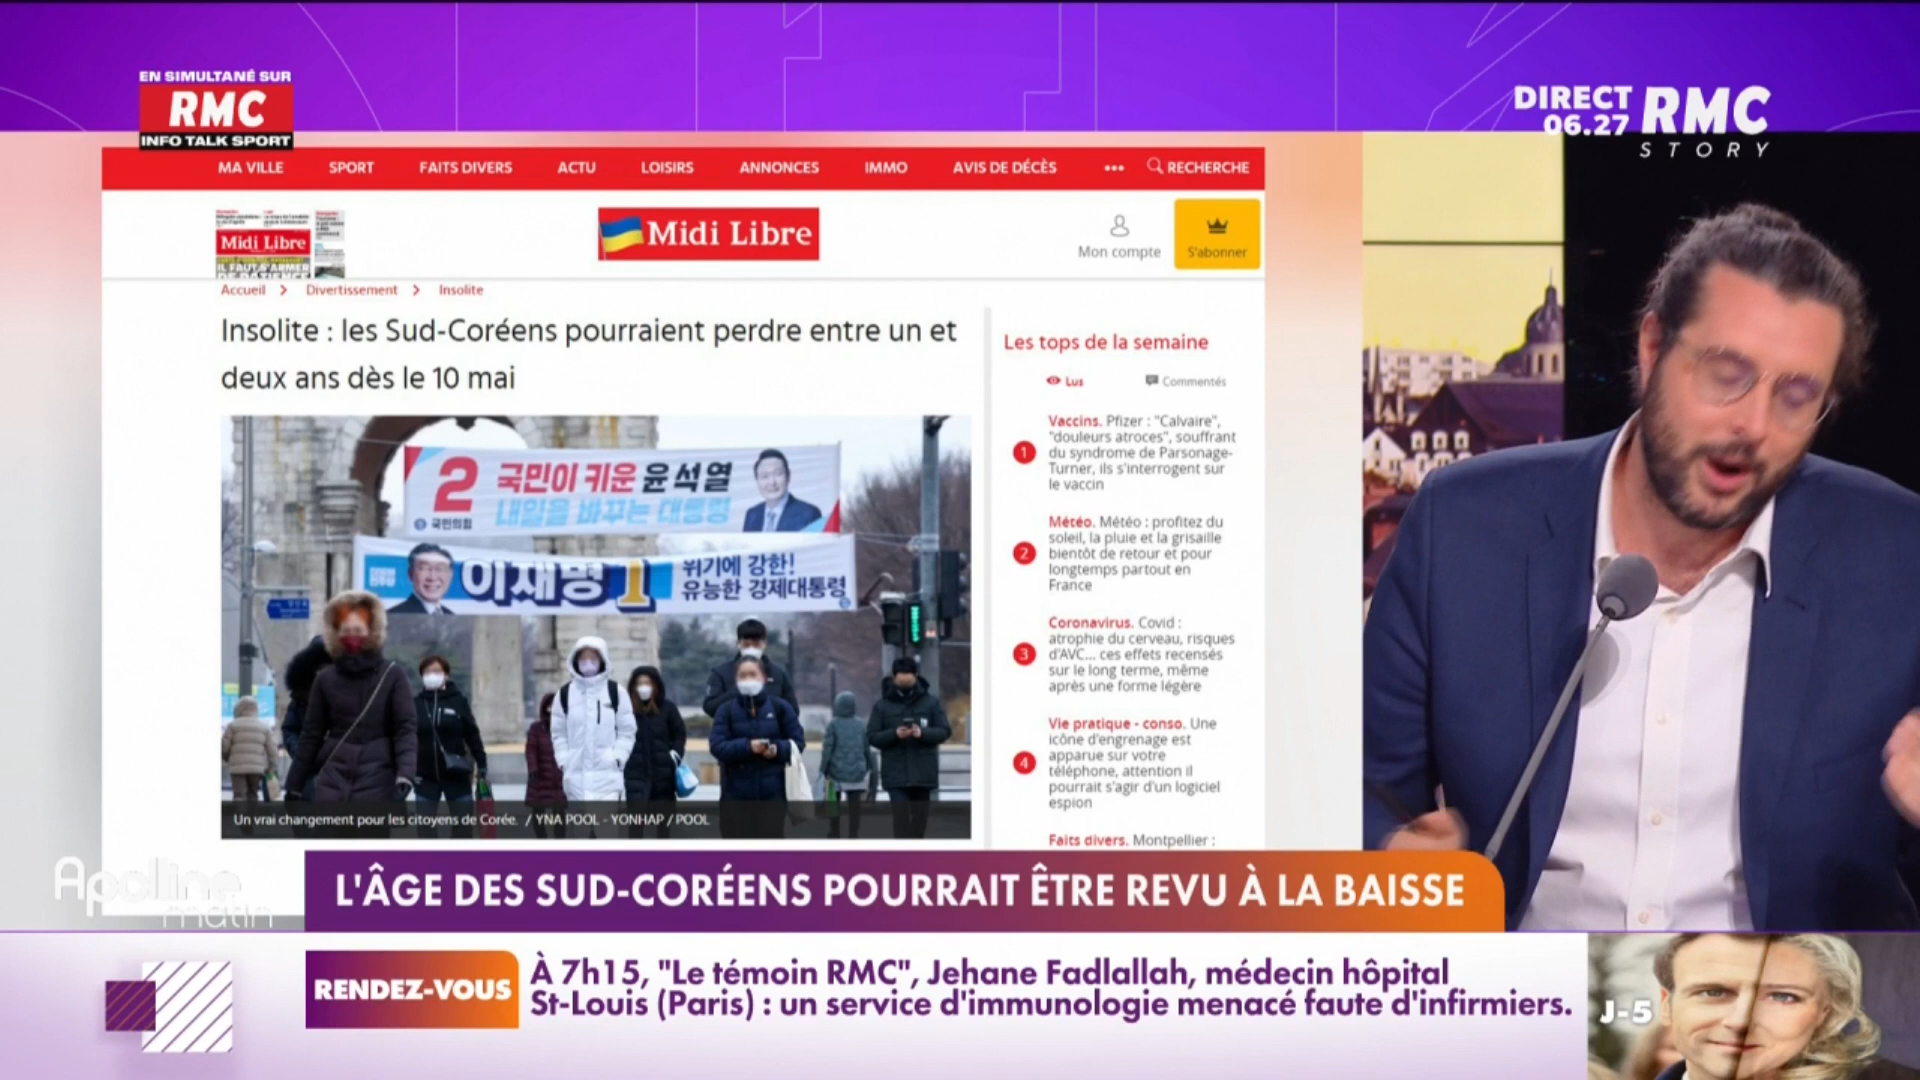 EN SIMULTANÉ SUR
RMC
INFO TALK SPORT
DIRECT
06.27
RMC
STORY
MA VILLE
SPORT
FAITS DIVERS
ACTU
LOISIRS
ANNONCES
IMMO
AVIS DE DÉCÈS
RECHERCHE
Midi Libre
IL FAUT S'ARMER
DE PATIENCE
Midi Libre
Mon compte
S'abonner
Accueil > Divertissement > Insolite
Insolite : les Sud-Coréens pourraient perdre entre un et
deux ans dès le 10 mai
2
국민이 키운 윤석열
내일을 바꾸는 대통령
국민의힘
이재명 1
위기에 강한!
유능한 경제대통령
Un vrai changement pour les citoyens de Corée. / YNA POOL - YONHAP / POOL
Les tops de la semaine
Lus
Commentés
1
Vaccins. Pfizer : "Calvaire",
"douleurs atroces", souffrant
du syndrome de Parsonage-
Turner, ils s'interrogent sur
le vaccin
2
Météo. Météo : profitez du
soleil, la pluie et la grisaille
bientôt de retour et pour
longtemps partout en
France
3
Coronavirus. Covid :
atrophie du cerveau, risques
d'AVC... ces effets recensés
sur le long terme, même
après une forme légère
4
Vie pratique - conso. Une
icône d'engrenage est
apparue sur votre
téléphone, attention il
pourrait s'agir d'un logiciel
espion
Faits divers. Montpellier :
Apolline
matin
L'ÂGE DES SUD-CORÉENS POURRAIT ÊTRE REVU À LA BAISSE
RENDEZ-VOUS
À 7h15, "Le témoin RMC", Jehane Fadlallah, médecin hôpital
St-Louis (Paris) : un service d'immunologie menacé faute d'infirmiers.
J-5